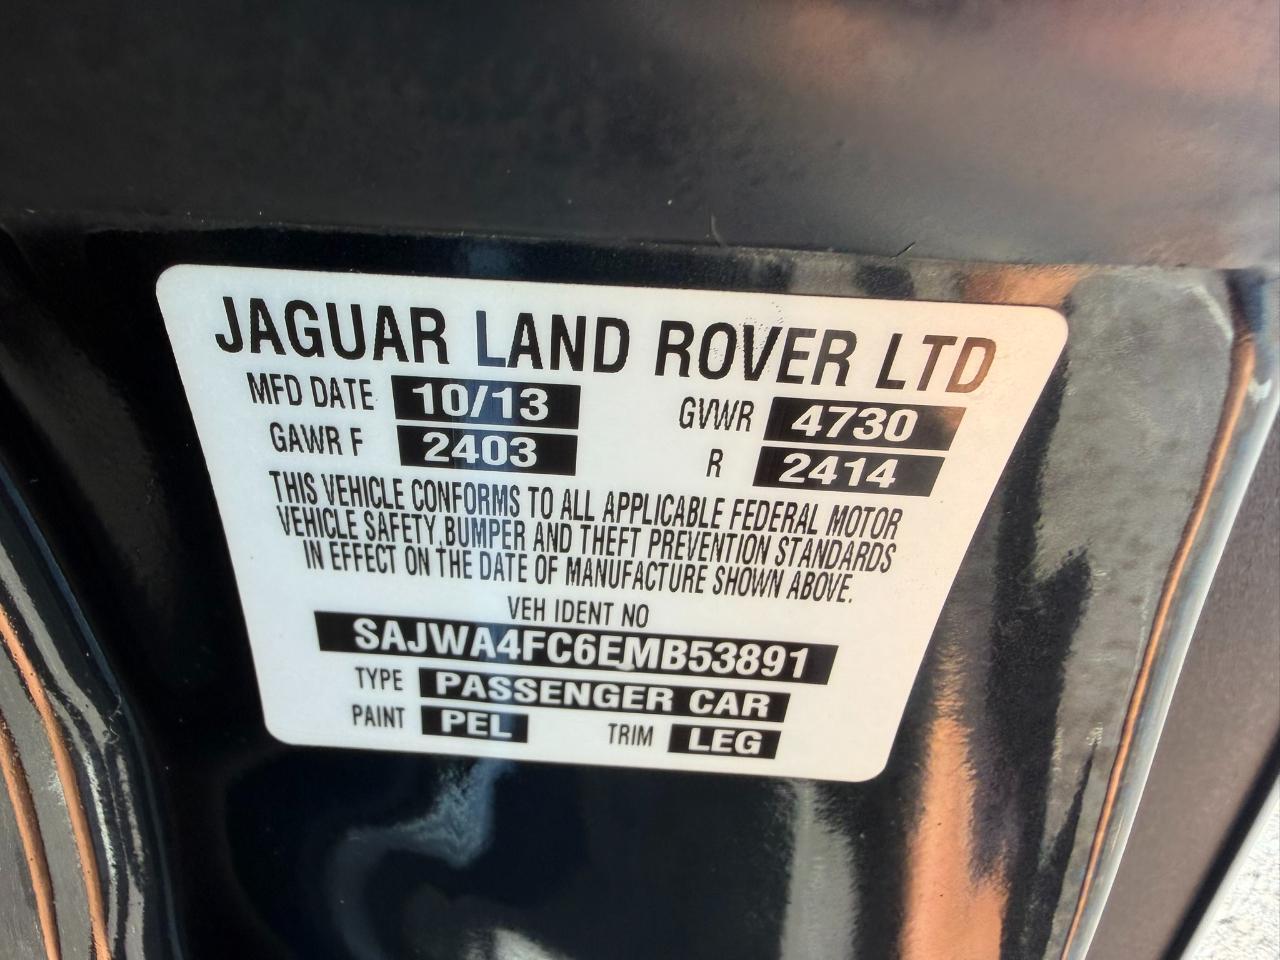 JAGUAR LAND ROVER LTD
MFD DATE 10/13 GVWR 4730
GAWR F 2403 R 2414
THIS VEHICLE CONFORMS TO ALL APPLICABLE FEDERAL MOTOR
VEHICLE SAFETY, BUMPER AND THEFT PREVENTION STANDARDS
IN EFFECT ON THE DATE OF MANUFACTURE SHOWN ABOVE.
VEH IDENT NO
SAJWA4FC6EMB53891
TYPE PASSENGER CAR
PAINT PEL TRIM LEG